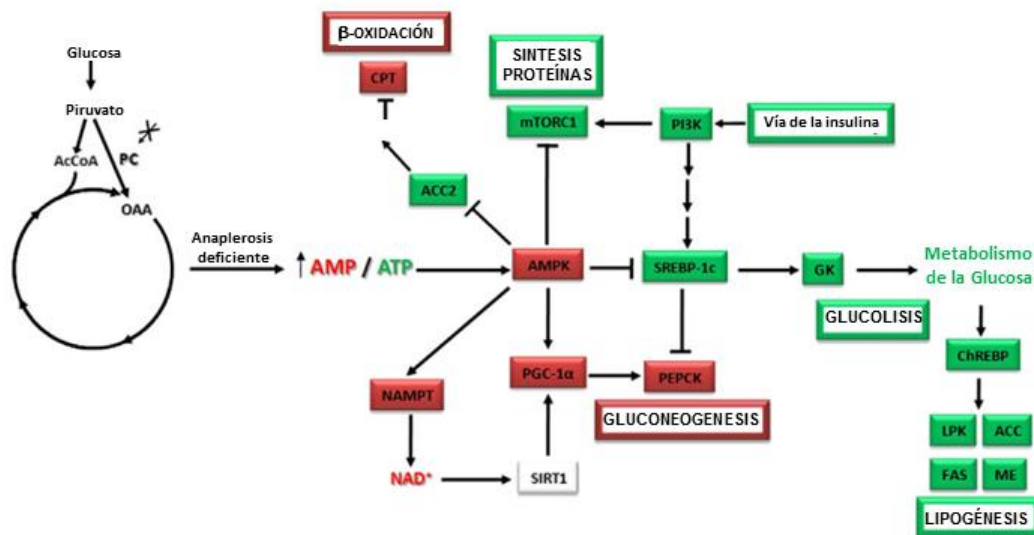 β-OXIDACIÓN
CPT
SINTESIS
PROTEÍNAS
mTORC1
PI3K
Vía de la insulina
Glucosa
Piruvato
AcCoA
PC
OAA
ACC2
Anaplerosis
deficiente
↑ AMP / ATP
AMPK
SREBP-1c
GK
Metabolismo
de la Glucosa
GLUCOLISIS
ChREBP
NAMPT
PGC-1α
PEPCK
GLUCONEOGENESIS
NAD⁺
SIRT1
LPK
ACC
FAS
ME
LIPOGÉNESIS